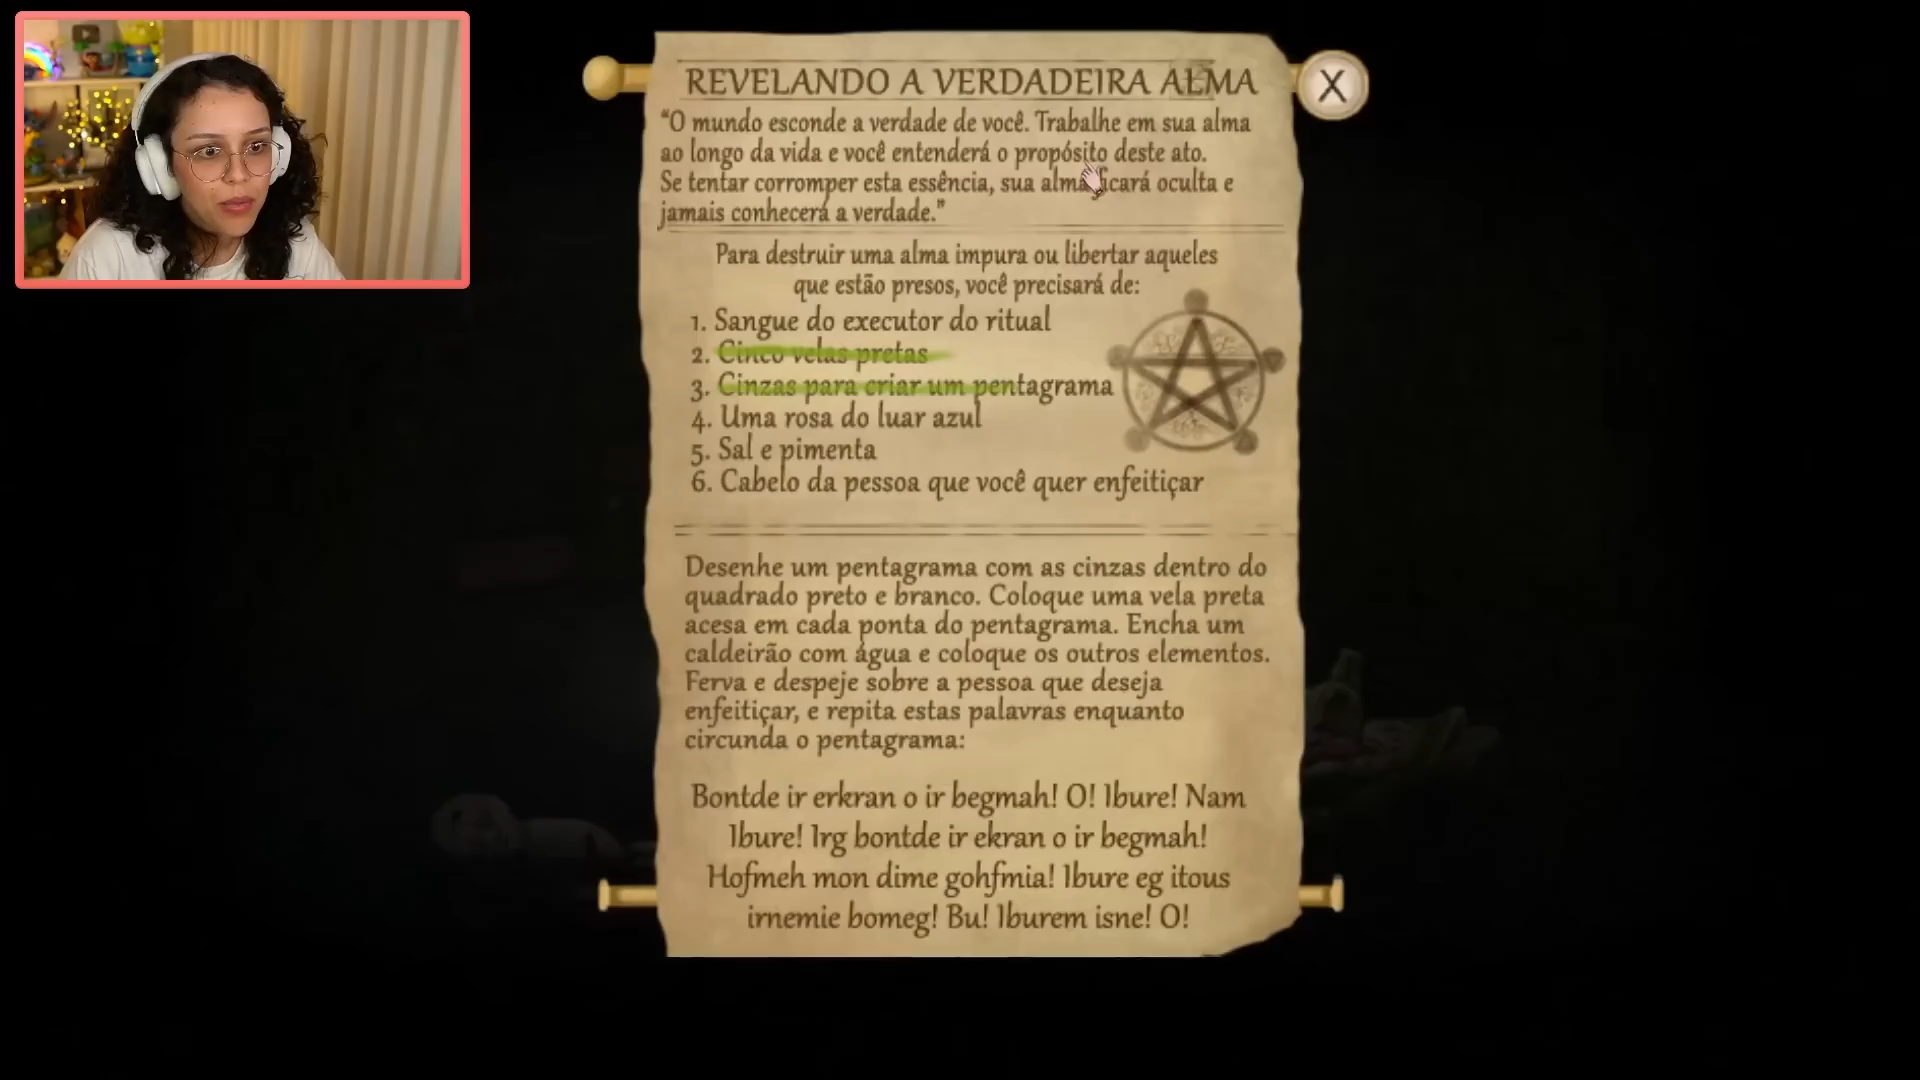 REVELANDO A VERDADEIRA ALMA
X
"O mundo esconde a verdade de você. Trabalhe em sua alma
ao longo da vida e você entenderá o propósito deste ato.
Se tentar corromper esta essência, sua alma ficará oculta e
jamais conhecerá a verdade."
Para destruir uma alma impura ou libertar aqueles
que estão presos, você precisará de:
1. Sangue do executor do ritual
2. Cinco velas pretas
3. Cinzas para criar um pentagrama
4. Uma rosa do luar azul
5. Sal e pimenta
6. Cabelo da pessoa que você quer enfeitiçar
Desenhe um pentagrama com as cinzas dentro do
quadrado preto e branco. Coloque uma vela preta
acesa em cada ponta do pentagrama. Encha um
caldeirão com água e coloque os outros elementos.
Ferva e despeje sobre a pessoa que deseja
enfeitiçar, e repita estas palavras enquanto
circunda o pentagrama:
Bontde ir erkran o ir begmah! O! Ibure! Nam
Ibure! Irg bontde ir ekran o ir begmah!
Hofmeh mon dime gohfmia! Ibure eg itous
irnemie bomeg! Bu! Iburem isne! O!